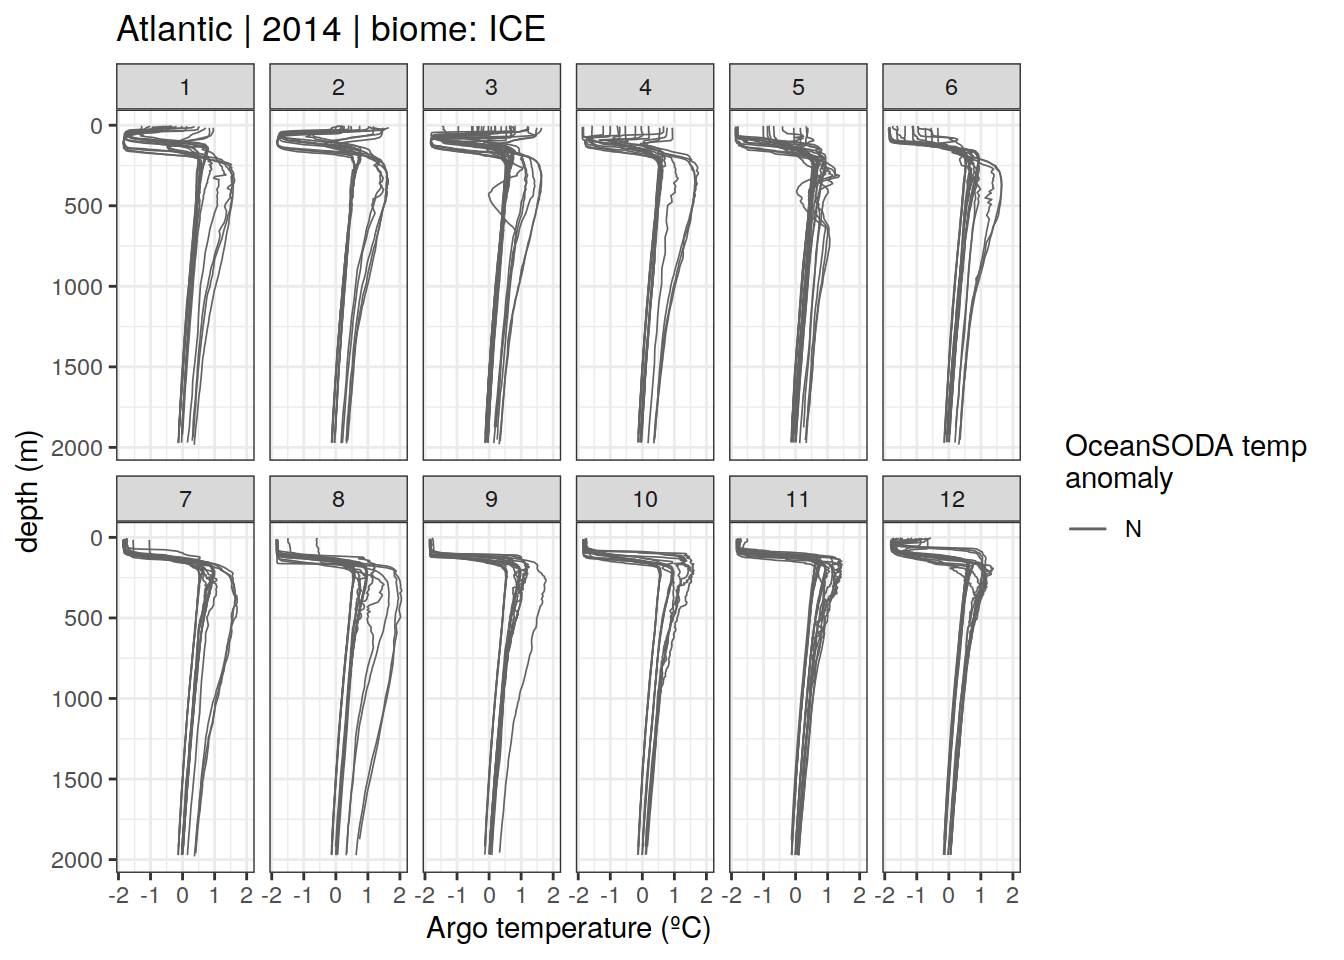 Atlantic | 2014 | biome: ICE
1 2 3 4 5 6
0
500
1000
1500
2000
7 8 9 10 11 12
0
500
1000
1500
2000
-2 -1 0 1 2 -2 -1 0 1 2 -2 -1 0 1 2 -2 -1 0 1 2 -2 -1 0 1 2 -2 -1 0 1 2
Argo temperature (ºC)
depth (m)
OceanSODA temp
anomaly
N